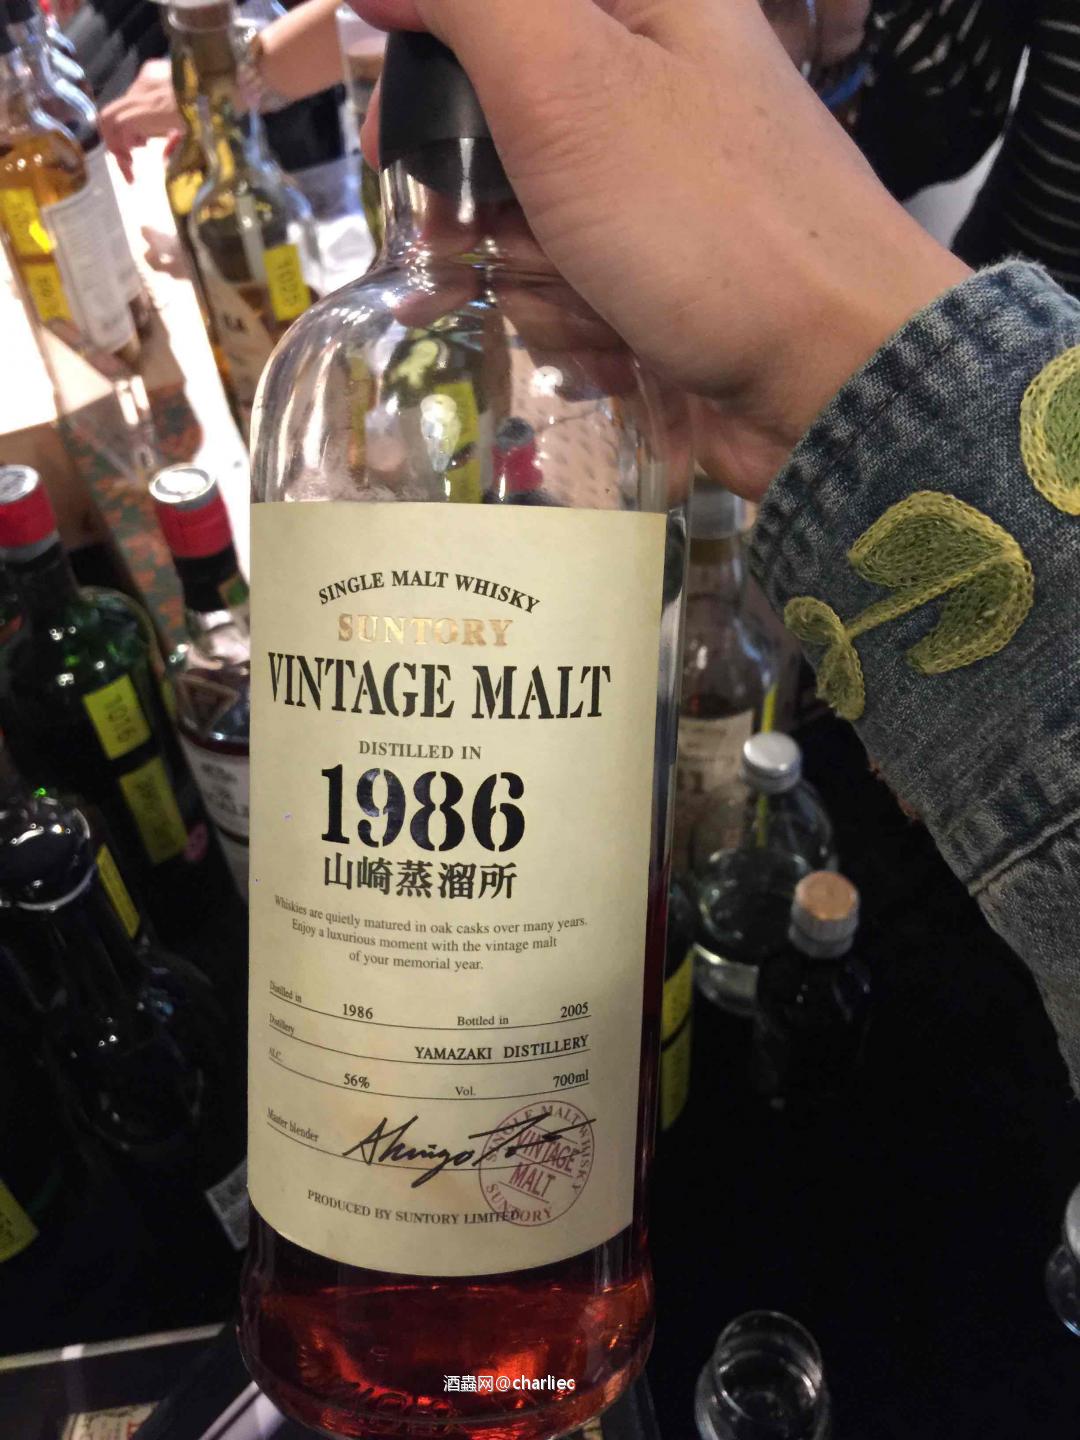 SINGLE MALT WHISKY
SUNTORY
VINTAGE MALT
DISTILLED IN
1986
山崎蒸溜所
Whiskies are quietly matured in oak casks over many years.
Enjoy a luxurious moment with the vintage malt
of your memorial year.
Distilled in 1986 Bottled in 2005
Distillery YAMAZAKI DISTILLERY
ALC. 56% Vol. 700ml
Master blender
SINGLE MALT WHISKY
VINTAGE
MALT
SUNTORY
PRODUCED BY SUNTORY LIMITED
酒蟲网@charliec
1016